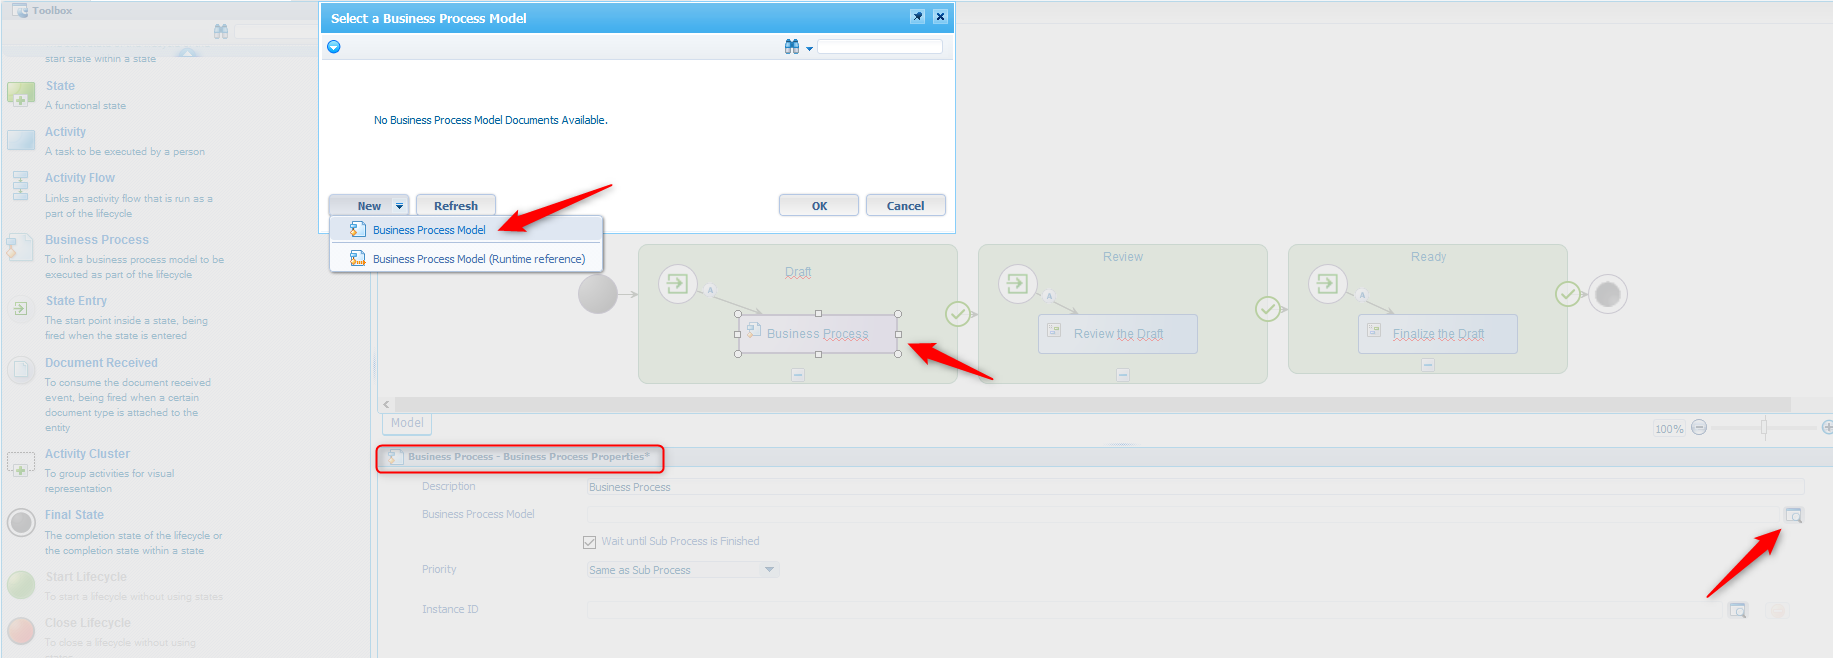 Toolbox
start state within a state
State
A functional state
Activity
A task to be executed by a person
Activity Flow
Links an activity flow that is run as a
part of the lifecycle
Business Process
To link a business process model to be
executed as part of the lifecycle
State Entry
The start point inside a state, being
fired when the state is entered
Document Received
To consume the document received
event, being fired when a certain
document type is attached to the
entity
Activity Cluster
To group activities for visual
representation
Final State
The completion state of the lifecycle or
the completion state within a state
Start Lifecycle
To start a lifecycle without using states
Close Lifecycle
To close a lifecycle without using
Select a Business Process Model
No Business Process Model Documents Available.
New
Refresh
OK
Cancel
Business Process Model
Business Process Model (Runtime reference)
Draft
A
Business Process
Review
A
Review the Draft
Ready
A
Finalize the Draft
Model
100%
Business Process - Business Process Properties*
Description
Business Process
Business Process Model
Wait until Sub Process is Finished
Priority
Same as Sub Process
Instance ID